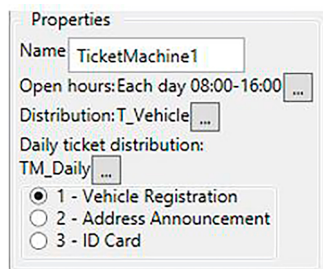 Properties
Name TicketMachine1
Open hours:Each day 08:00-16:00 ...
Distribution:T_Vehicle ...
Daily ticket distribution:
TM_Daily ...
1 - Vehicle Registration
2 - Address Announcement
3 - ID Card